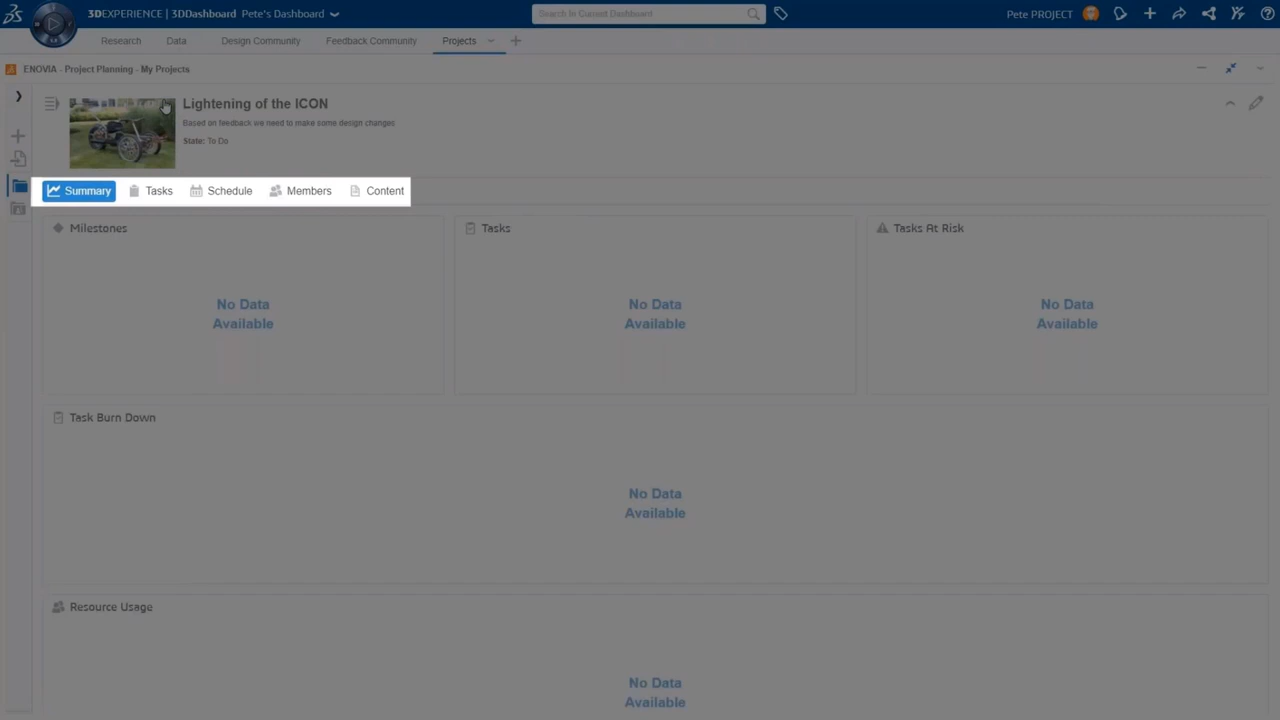 3DEXPERIENCE | 3DDashboard Pete's Dashboard
Search In Current Dashboard
Pete PROJECT
Research Data Design Community Feedback Community Projects
ENOVIA - Project Planning - My Projects
Lightening of the ICON
Based on feedback we need to make some design changes
State: To Do
Summary Tasks Schedule Members Content
Milestones
No Data
Available
Tasks
No Data
Available
Tasks At Risk
No Data
Available
Task Burn Down
No Data
Available
Resource Usage
No Data
Available